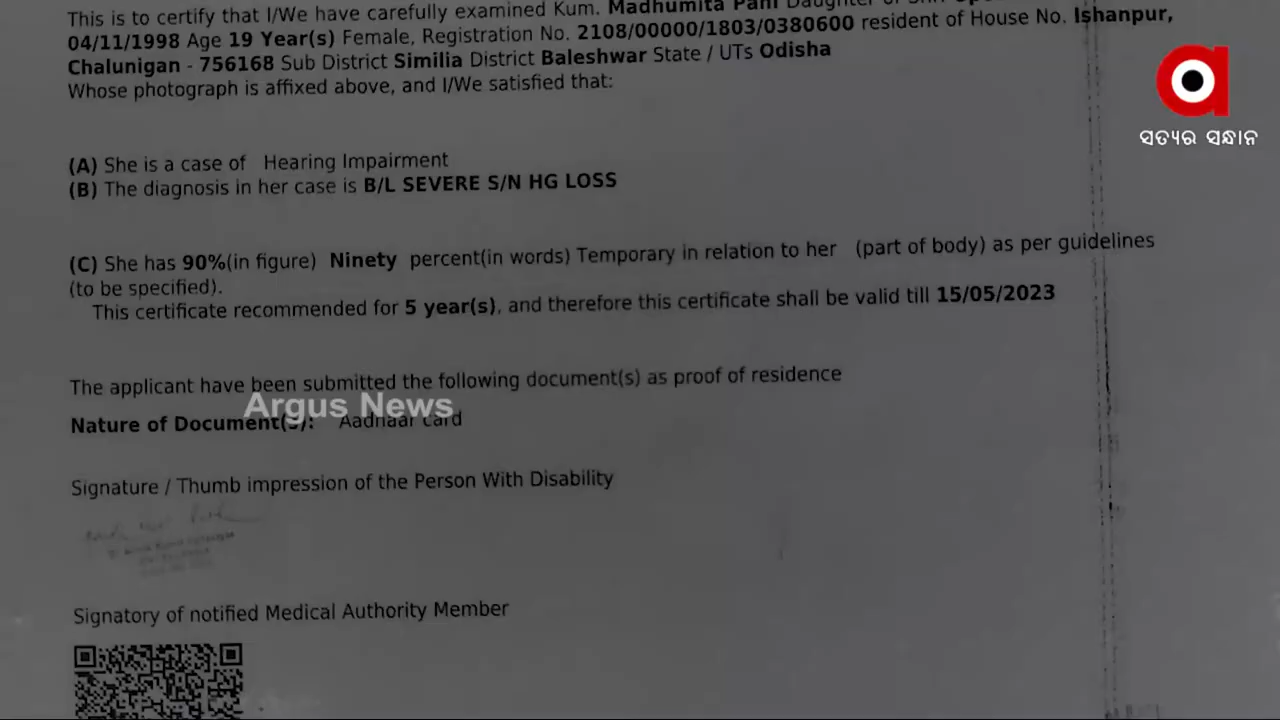 This is to certify that I/We have carefully examined Kum. Madhumita Pani Daughter of Shri
04/11/1998 Age 19 Year(s) Female, Registration No. 2108/00000/1803/0380600 resident of House No. Ishanpur,
Chalunigan - 756168 Sub District Similia District Baleshwar State / UTs Odisha
Whose photograph is affixed above, and I/We satisfied that:
ସତ୍ୟର ସନ୍ଧାନ
(A) She is a case of Hearing Impairment
(B) The diagnosis in her case is B/L SEVERE S/N HG LOSS
(C) She has 90%(in figure) Ninety percent(in words) Temporary in relation to her (part of body) as per guidelines
(to be specified).
This certificate recommended for 5 year(s), and therefore this certificate shall be valid till 15/05/2023
The applicant have been submitted the following document(s) as proof of residence
Argus News
Nature of Document(s): Aadhaar card
Signature / Thumb impression of the Person With Disability
Signatory of notified Medical Authority Member